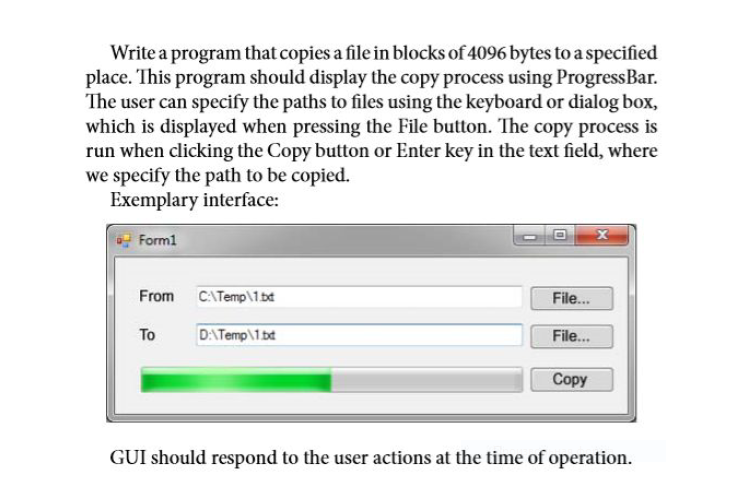 Write a program that copies a file in blocks of 4096 bytes to a specified
place. This program should display the copy process using ProgressBar.
The user can specify the paths to files using the keyboard or dialog box,
which is displayed when pressing the File button. The copy process is
run when clicking the Copy button or Enter key in the text field, where
we specify the path to be copied.
Exemplary interface:
Form1
From C:\Temp\1.txt File...
To D:\Temp\1.txt File...
Copy
GUI should respond to the user actions at the time of operation.